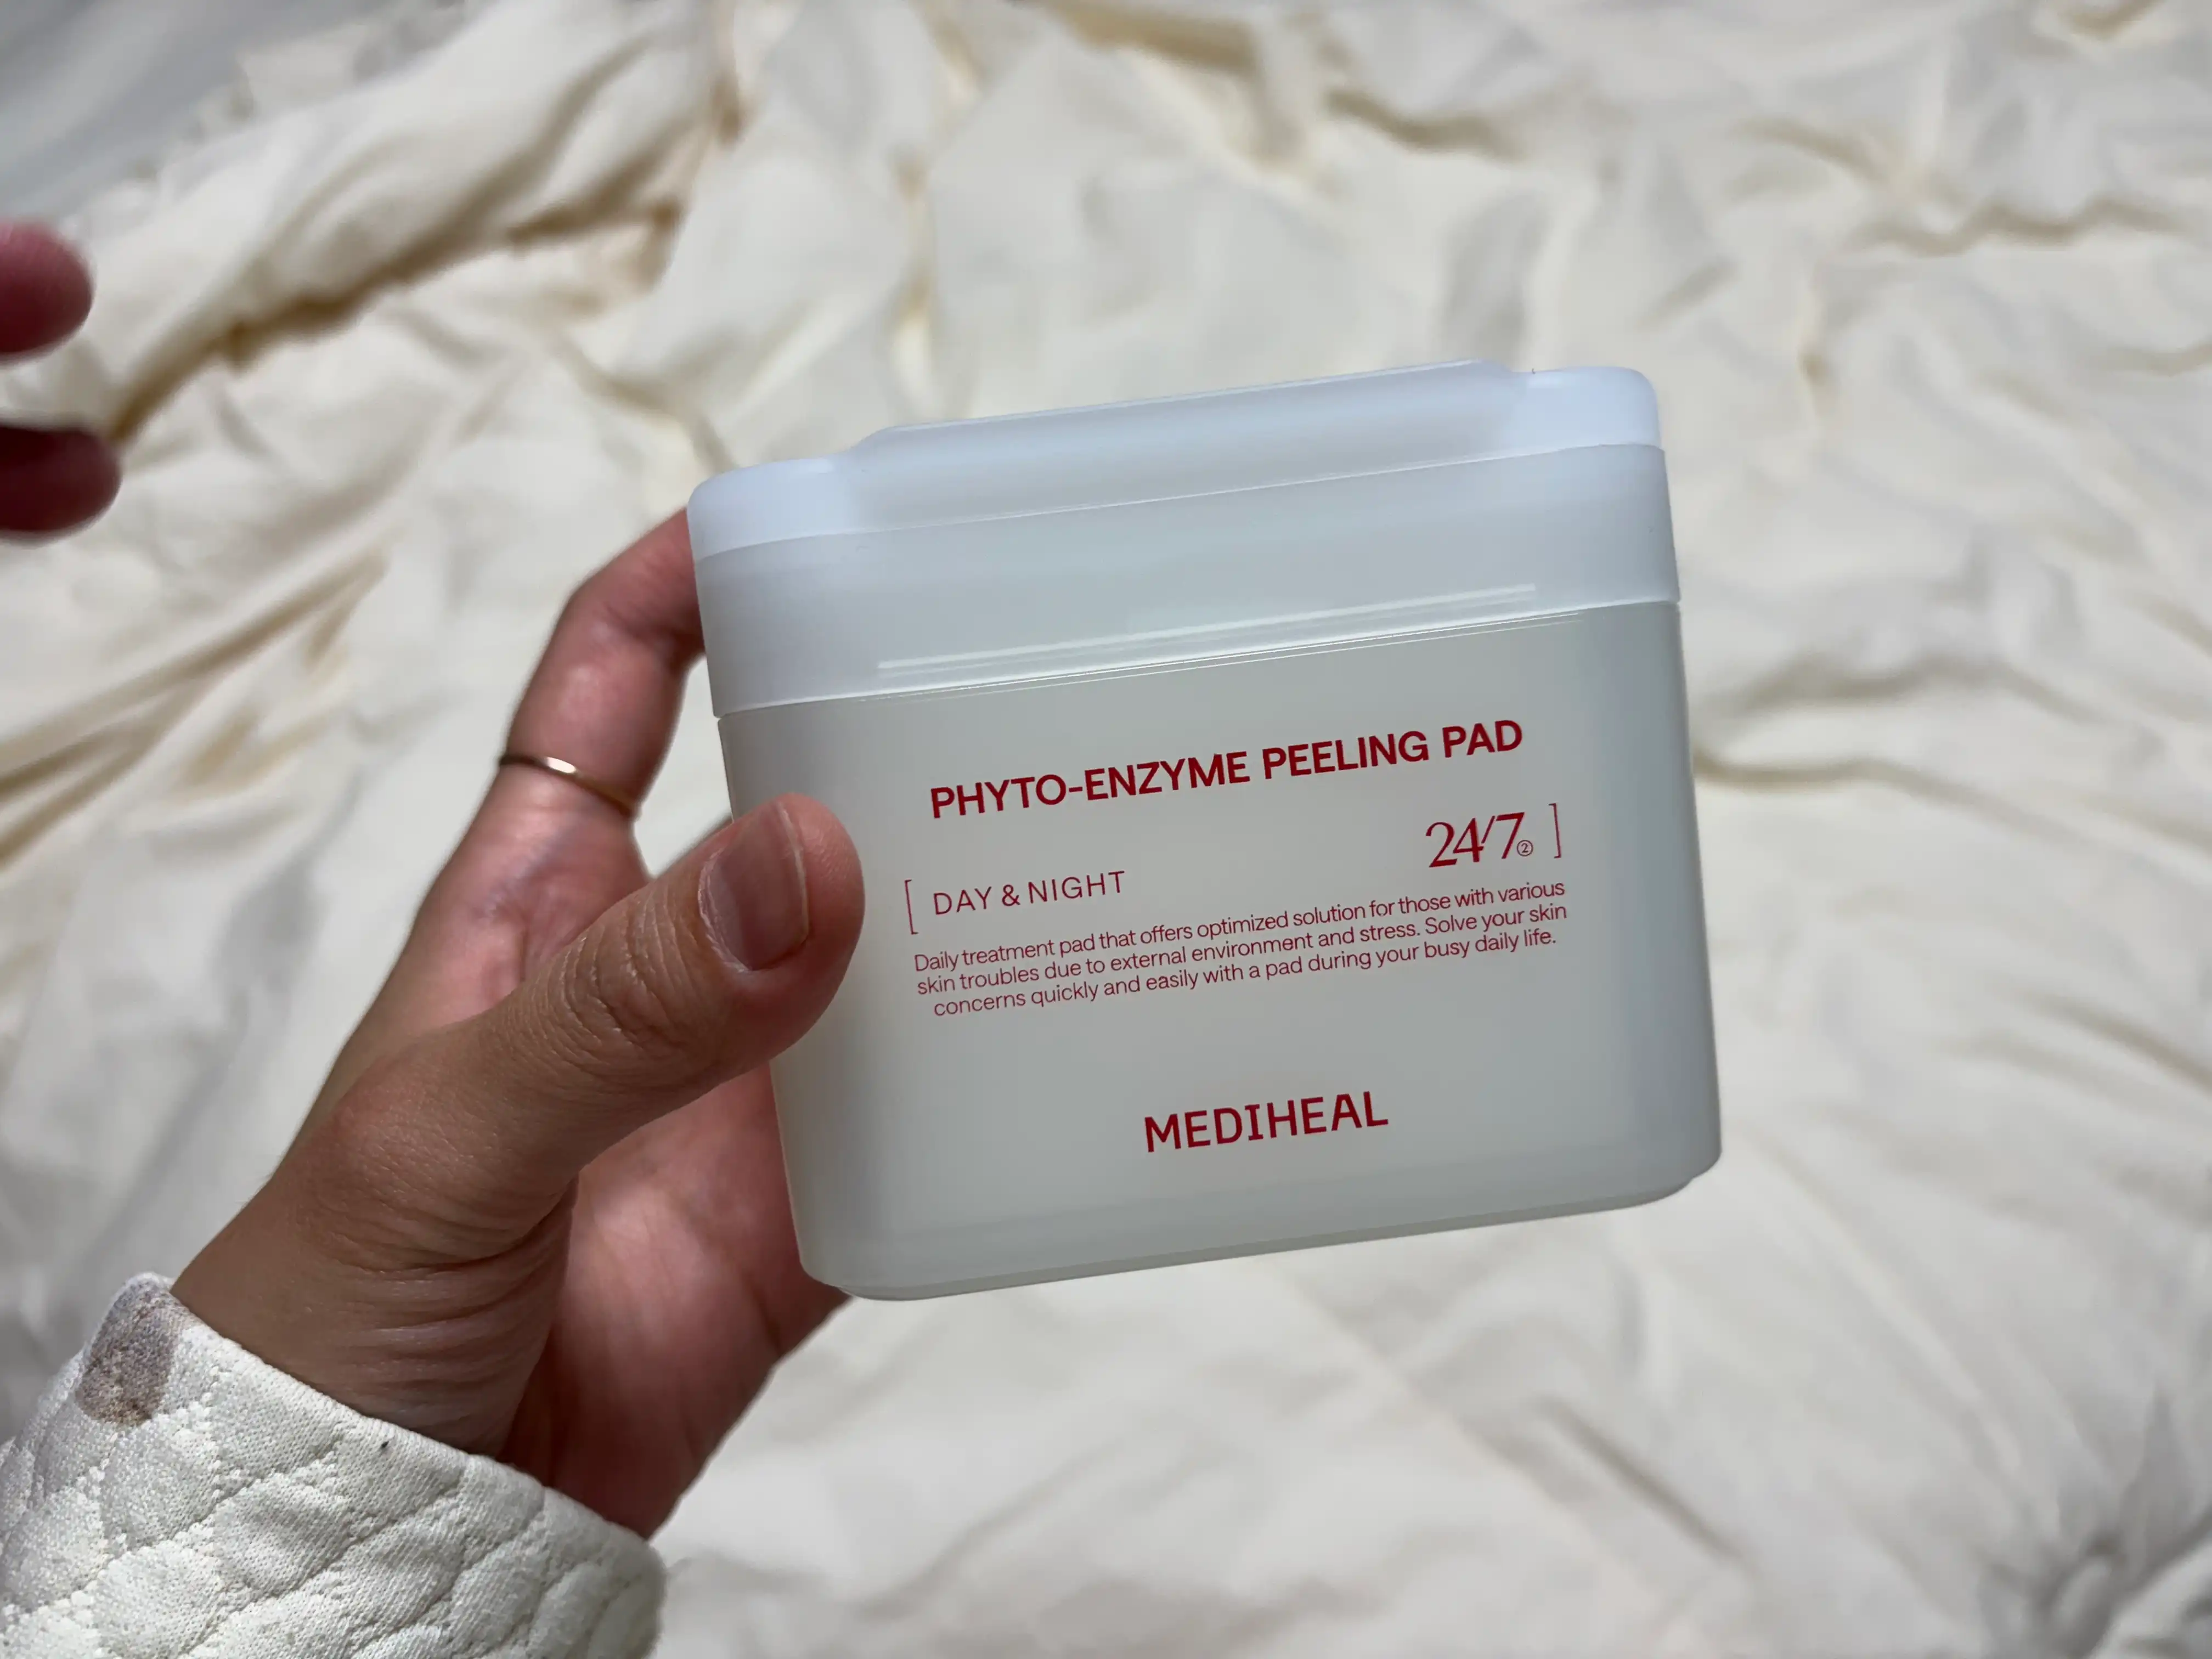 PHYTO-ENZYME PEELING PAD
[ DAY & NIGHT 24/7② ]
Daily treatment pad that offers optimized solution for those with various
skin troubles due to external environment and stress. Solve your skin
concerns quickly and easily with a pad during your busy daily life.
MEDIHEAL